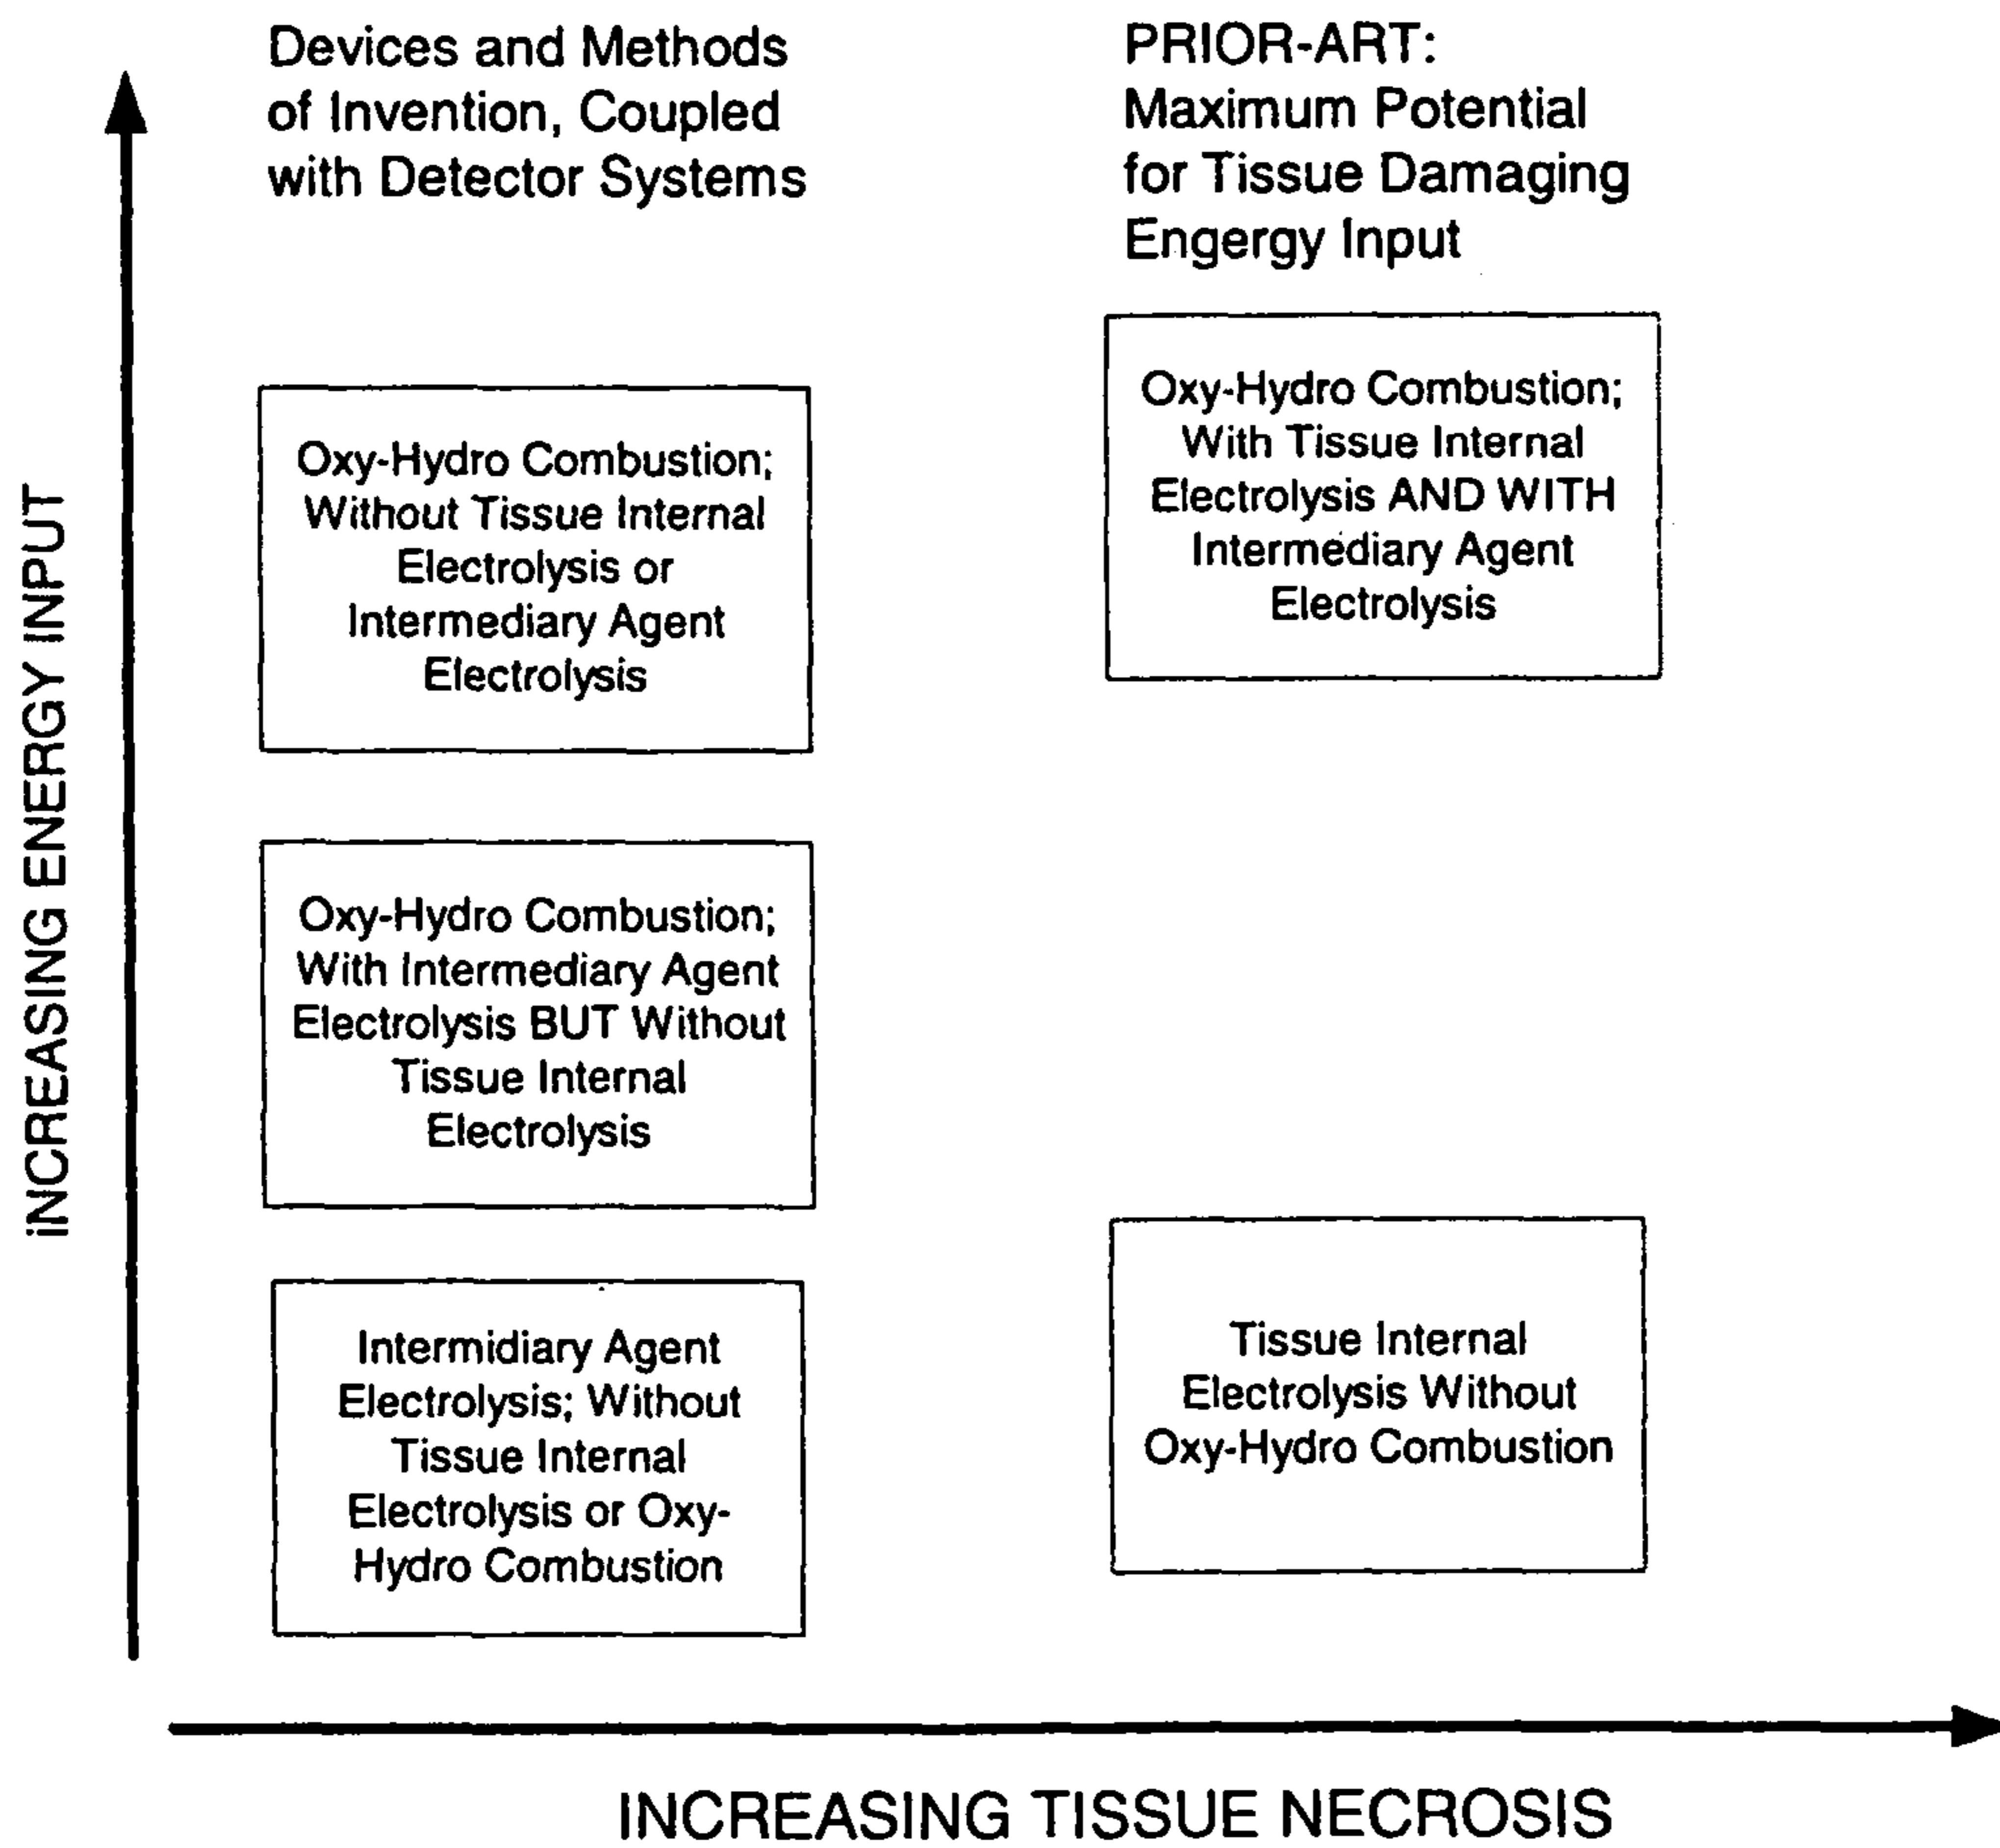 Devices and Methods
of Invention, Coupled
with Detector Systems
PRIOR-ART:
Maximum Potential
for Tissue Damaging
Engergy Input
INCREASING ENERGY INPUT
Oxy-Hydro Combustion;
Without Tissue Internal
Electrolysis or
Intermediary Agent
Electrolysis
Oxy-Hydro Combustion;
With Tissue Internal
Electrolysis AND WITH
Intermediary Agent
Electrolysis
Oxy-Hydro Combustion;
With Intermediary Agent
Electrolysis BUT Without
Tissue Internal
Electrolysis
Intermidiary Agent
Electrolysis; Without
Tissue Internal
Electrolysis or Oxy-
Hydro Combustion
Tissue Internal
Electrolysis Without
Oxy-Hydro Combustion
INCREASING TISSUE NECROSIS